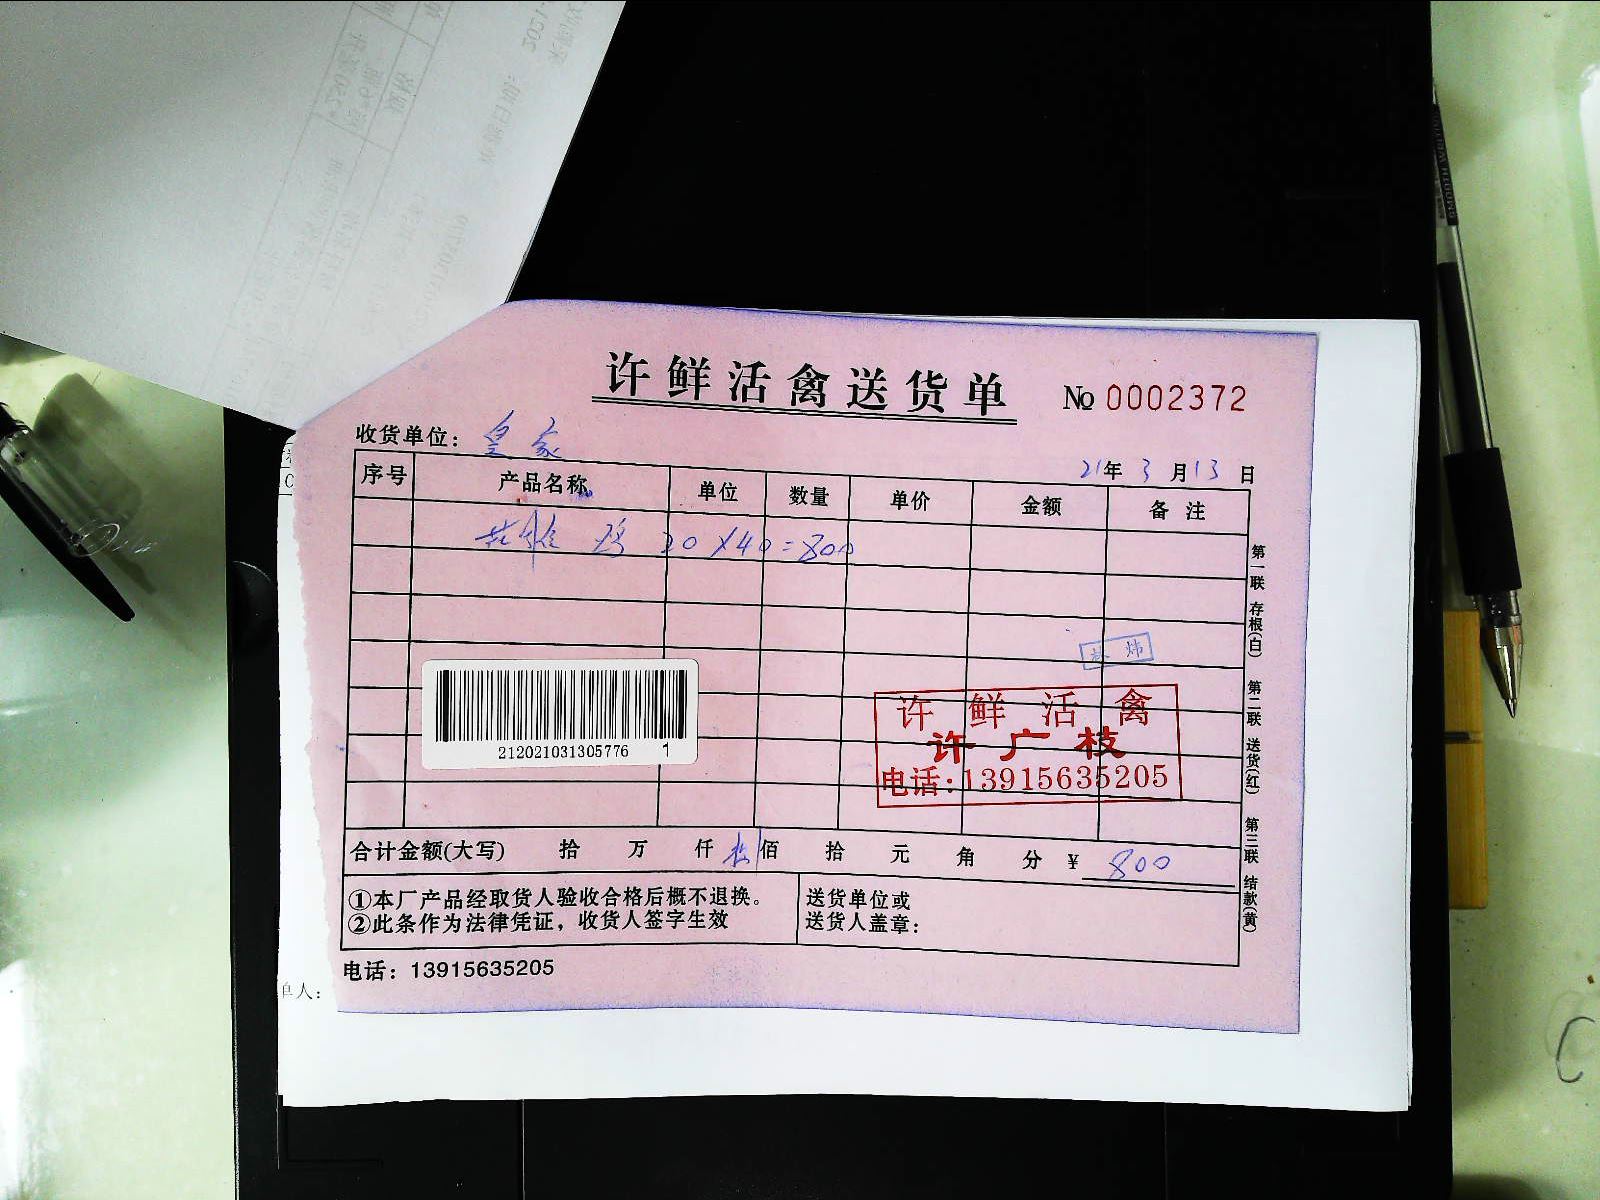 许鲜活禽送货单 № 0002372
收货单位：皇家
21年3月13日
序号 产品名称 单位 数量 单价 金额 备注
鸡 20×40=800
第一联 存根(白)
第二联 送货(红)
第三联 结款(黄)
许鲜活禽
许广枝
电话:13915635205
212021031305776 1
合计金额(大写) 拾 万 仟 捌佰 拾 元 角 分 ¥ 800
①本厂产品经取货人验收合格后概不退换。
②此条作为法律凭证，收货人签字生效
送货单位或
送货人盖章：
电话：13915635205
单人：
SMOOTH WRITING